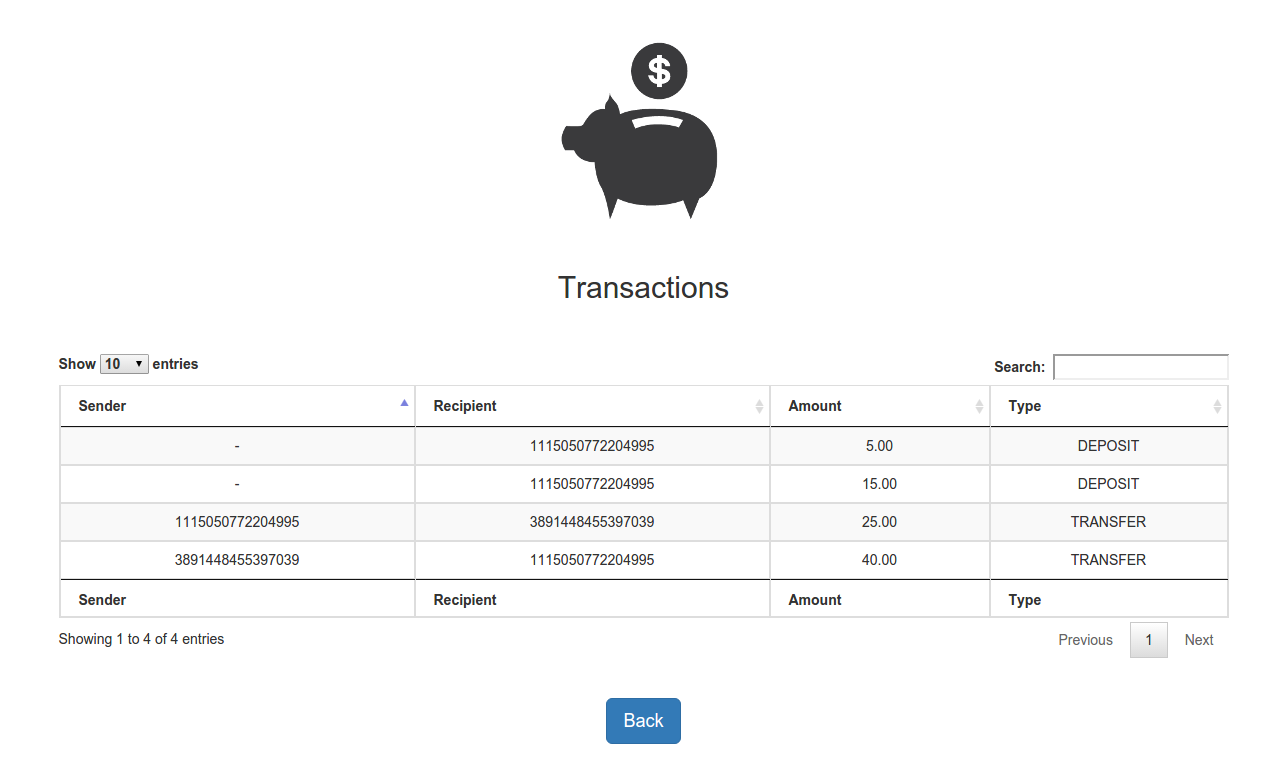 $
Transactions
Show 10 entries Search:
Sender Recipient Amount Type
- 1115050772204995 5.00 DEPOSIT
- 1115050772204995 15.00 DEPOSIT
1115050772204995 3891448455397039 25.00 TRANSFER
3891448455397039 1115050772204995 40.00 TRANSFER
Sender Recipient Amount Type
Showing 1 to 4 of 4 entries Previous 1 Next
Back